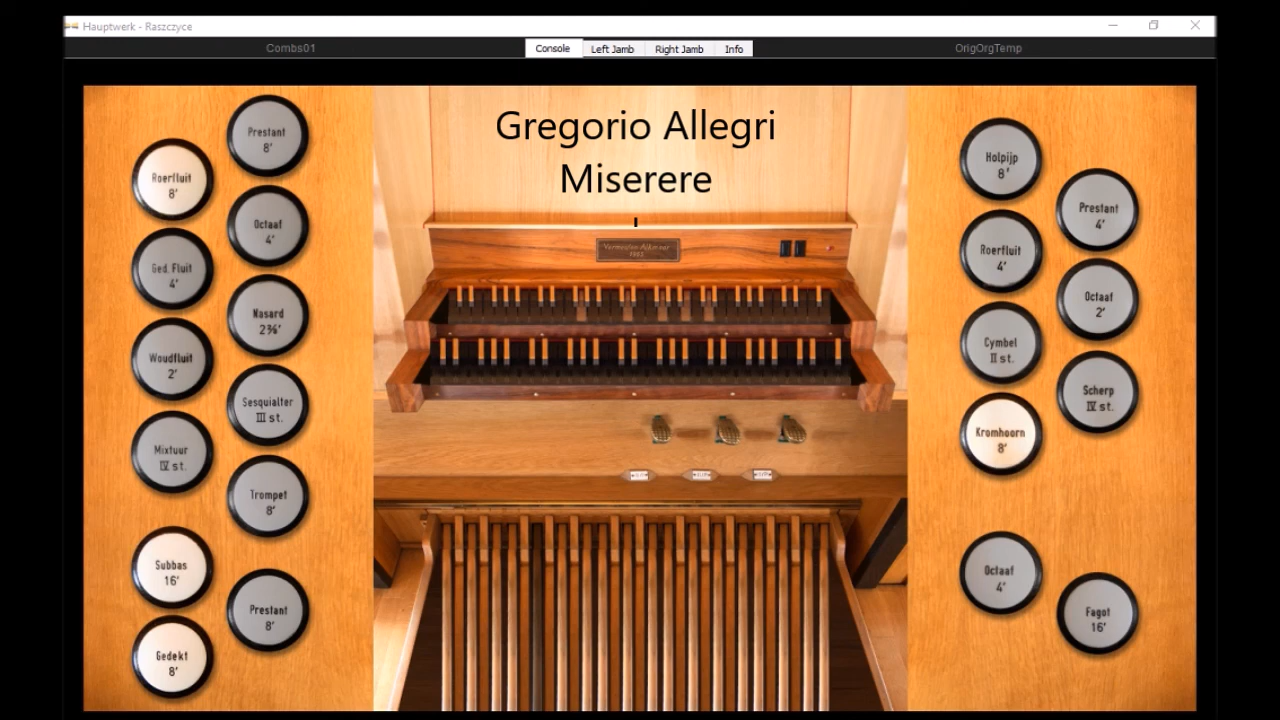 Hauptwerk - Raszczyce
Combs01
Console
Left Jamb
Right Jamb
Info
OrigOrgTemp
Gregorio Allegri
Miserere
Prestant
8'
Roerfluit
8'
Octaaf
4'
Ged. Fluit
4'
Nasard
2⅔'
Woudfluit
2'
Sesquialter
III st.
Mixtuur
IV st.
Trompet
8'
Subbas
16'
Prestant
8'
Gedekt
8'
Holpijp
8'
Prestant
4'
Roerfluit
4'
Octaaf
2'
Cymbel
II st.
Scherp
IV st.
Kromhoorn
8'
Octaaf
4'
Fagot
16'